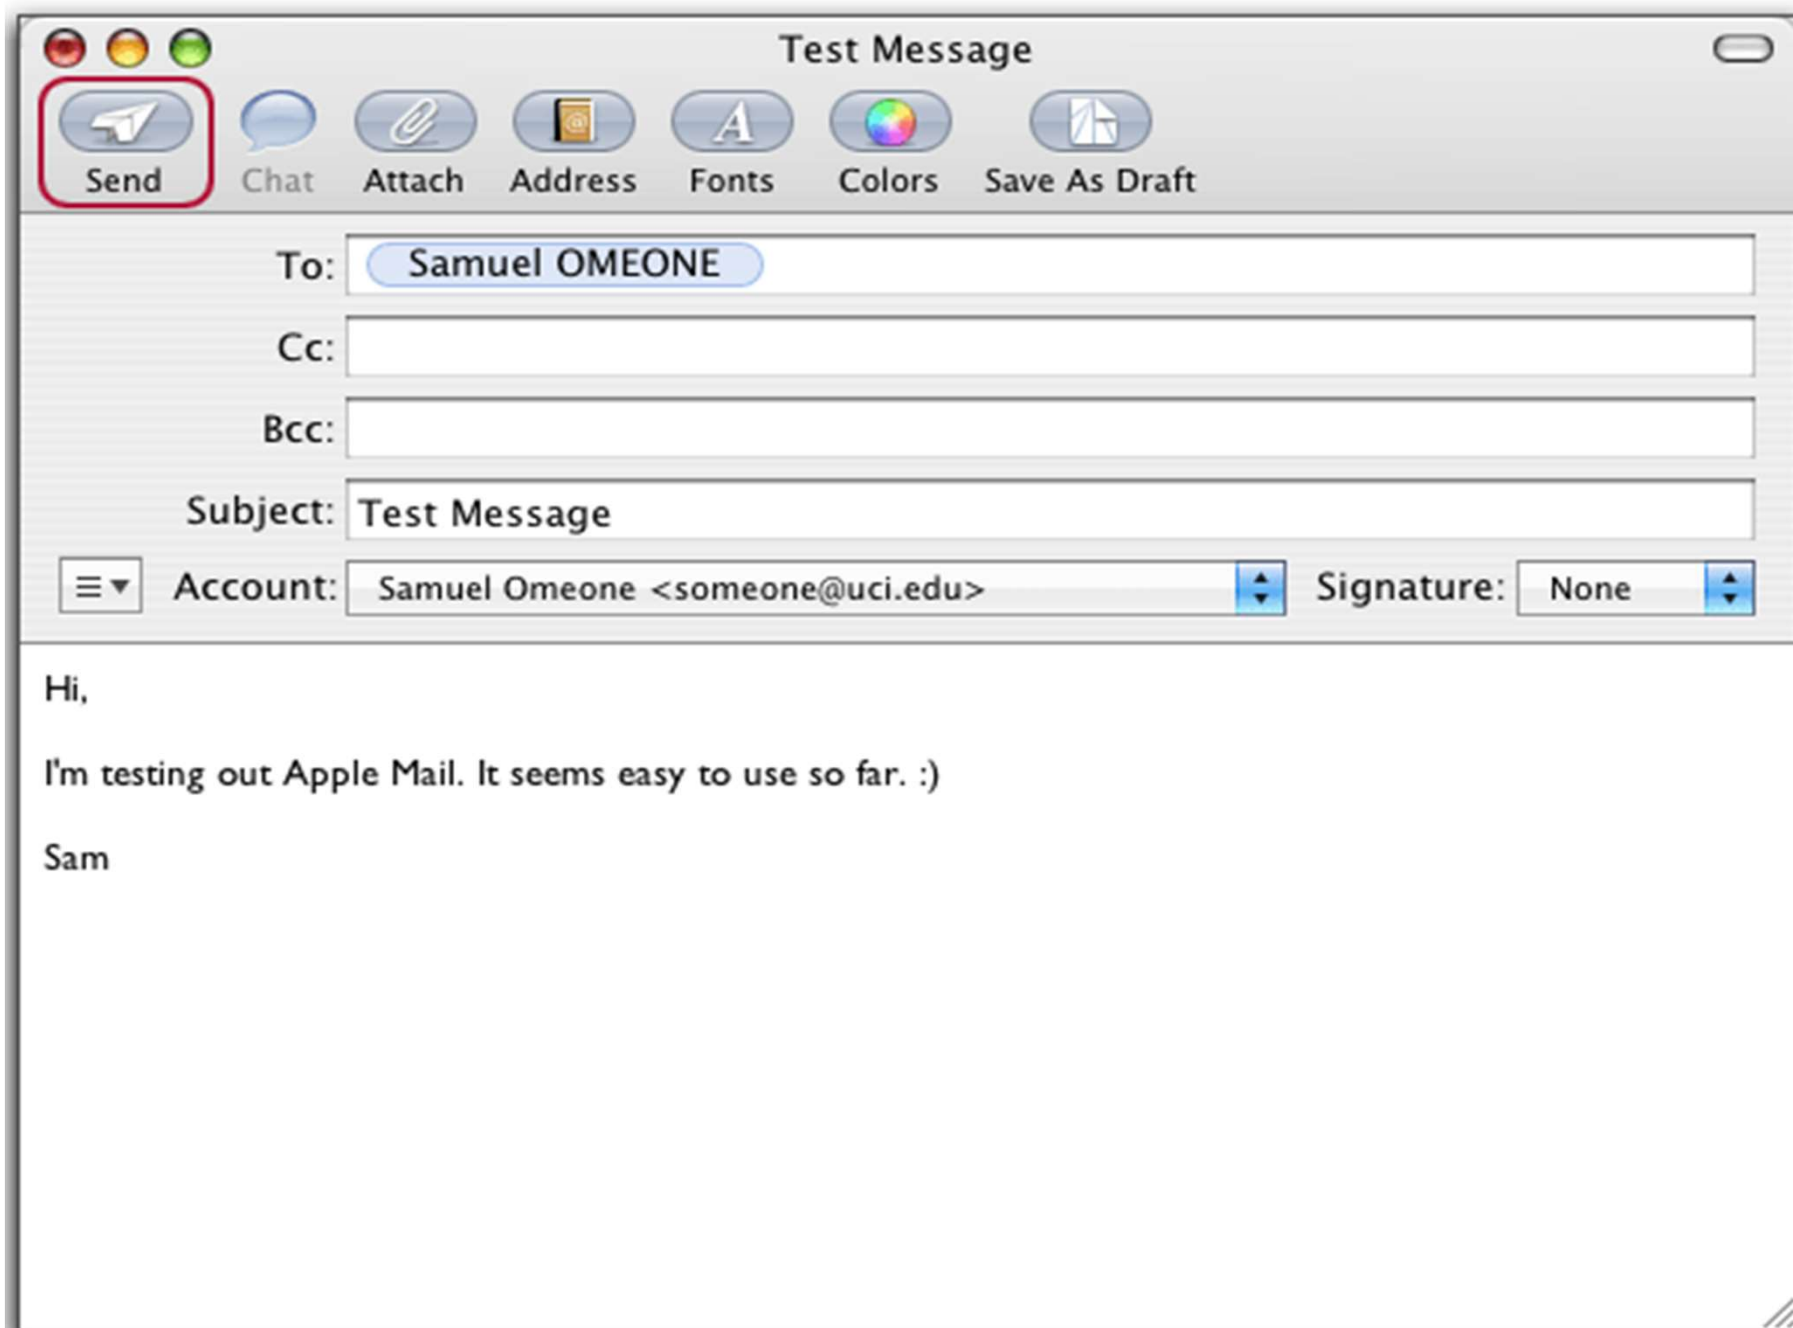 Test Message
Send Chat Attach Address Fonts Colors Save As Draft
To: Samuel OMEONE
Cc:
Bcc:
Subject: Test Message
Account: Samuel Omeone <someone@uci.edu> Signature: None
Hi,
I'm testing out Apple Mail. It seems easy to use so far. :)
Sam